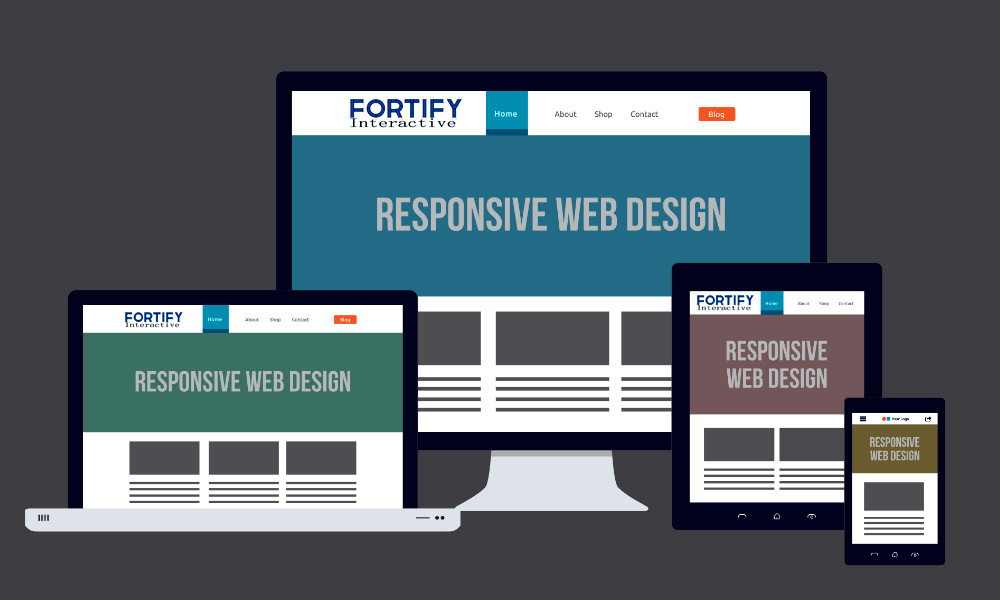 FORTIFY
Interactive
Home About Shop Contact Blog
RESPONSIVE WEB DESIGN
FORTIFY
Interactive
Home About Shop Contact Blog
RESPONSIVE WEB DESIGN
FORTIFY
Interactive
Home About Shop Contact
RESPONSIVE
WEB DESIGN
Your Logo
RESPONSIVE
WEB DESIGN